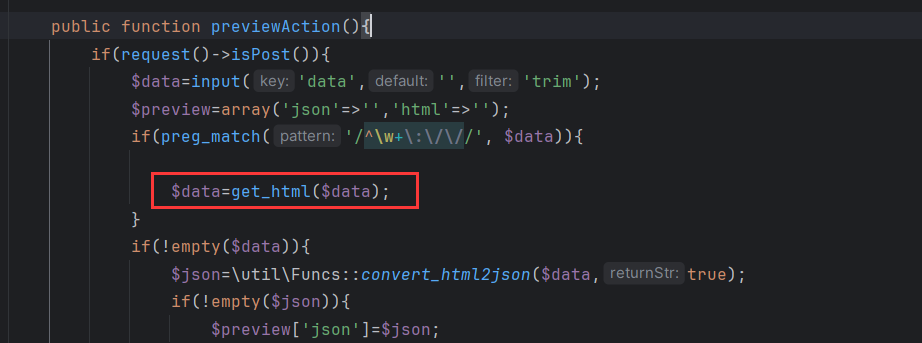 public function previewAction(){
if(request()->isPost()){
$data=input( key: 'data', default: '', filter: 'trim');
$preview=array('json'=>'','html'=>'');
if(preg_match( pattern: '/^\w+\:\/\//', $data)){
$data=get_html($data);
}
if(!empty($data)){
$json=\util\Funcs::convert_html2json($data, returnStr: true);
if(!empty($json)){
$preview['json']=$json;